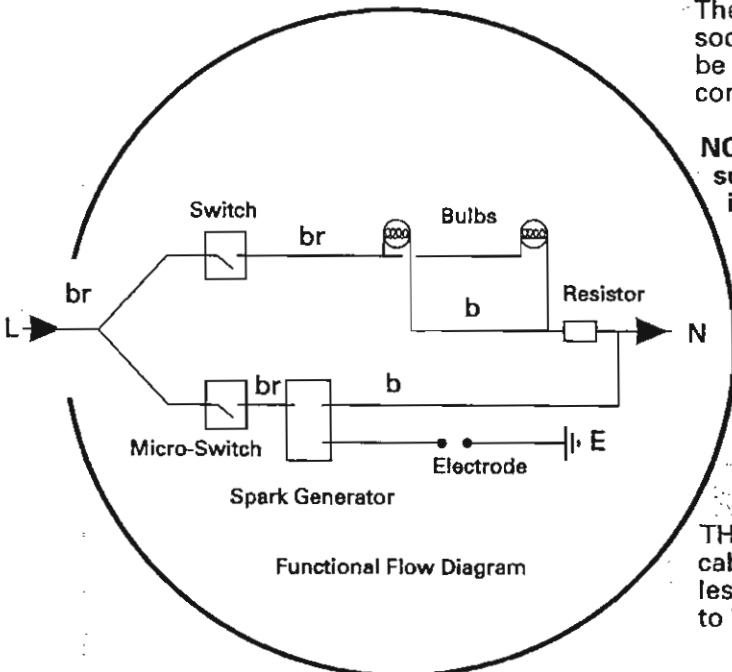 The
soc
be
cor
NO
su
i
Switch
br
Bulbs
br
b
Resistor
L
N
br
b
Micro-Switch
Electrode
E
Spark Generator
Functional Flow Diagram
TH
cab
les
to